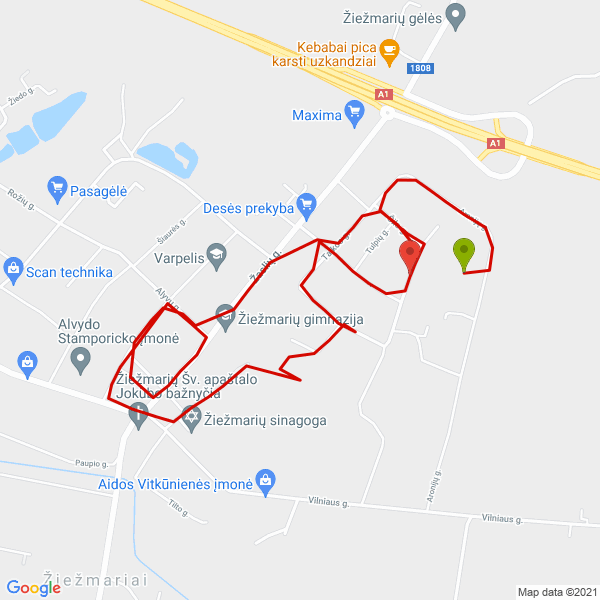 Žiežmarių gėlės
Kebabai pica
karsti uzkandziai
1808
A1
Žiedo g.
Maxima
A1
Pasagėlė
Rožių g.
Desės prekyba
Šiaurės g.
Tulpių g.
Varpelis
Žaslių g.
Scan technika
Alyvų g.
Žiežmarių gimnazija
Alvydo
Stamporicko įmonė
Žiežmarių Šv. apaštalo
Jokūbo bažnyčia
Žiežmarių sinagoga
Paupio g.
Aidos Vitkūnienės įmonė
Aronijų g.
Tilto g.
Vilniaus g.
Vilniaus g.
Žiežmariai
Google
Map data ©2021